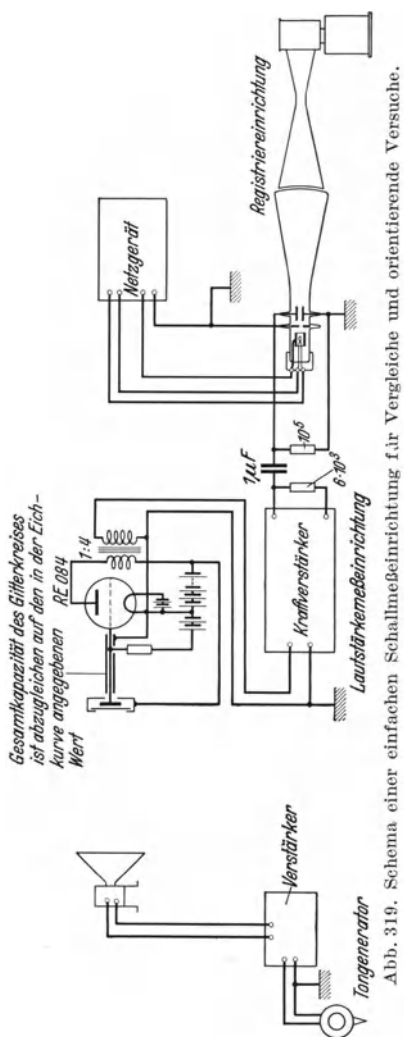 Gesamtkapazität des Gitterkreises
ist abzugleichen auf den in der Eich-
kurve angegebenen
Wert
RE 084
1:4
Netzgerät
Registriereinrichtung
1μF
10⁵
6·10³
Kraftverstärker
Lautstärkemeßeinrichtung
Verstärker
Tongenerator
Abb. 319. Schema einer einfachen Schallmeßeinrichtung für Vergleiche und orientierende Versuche.